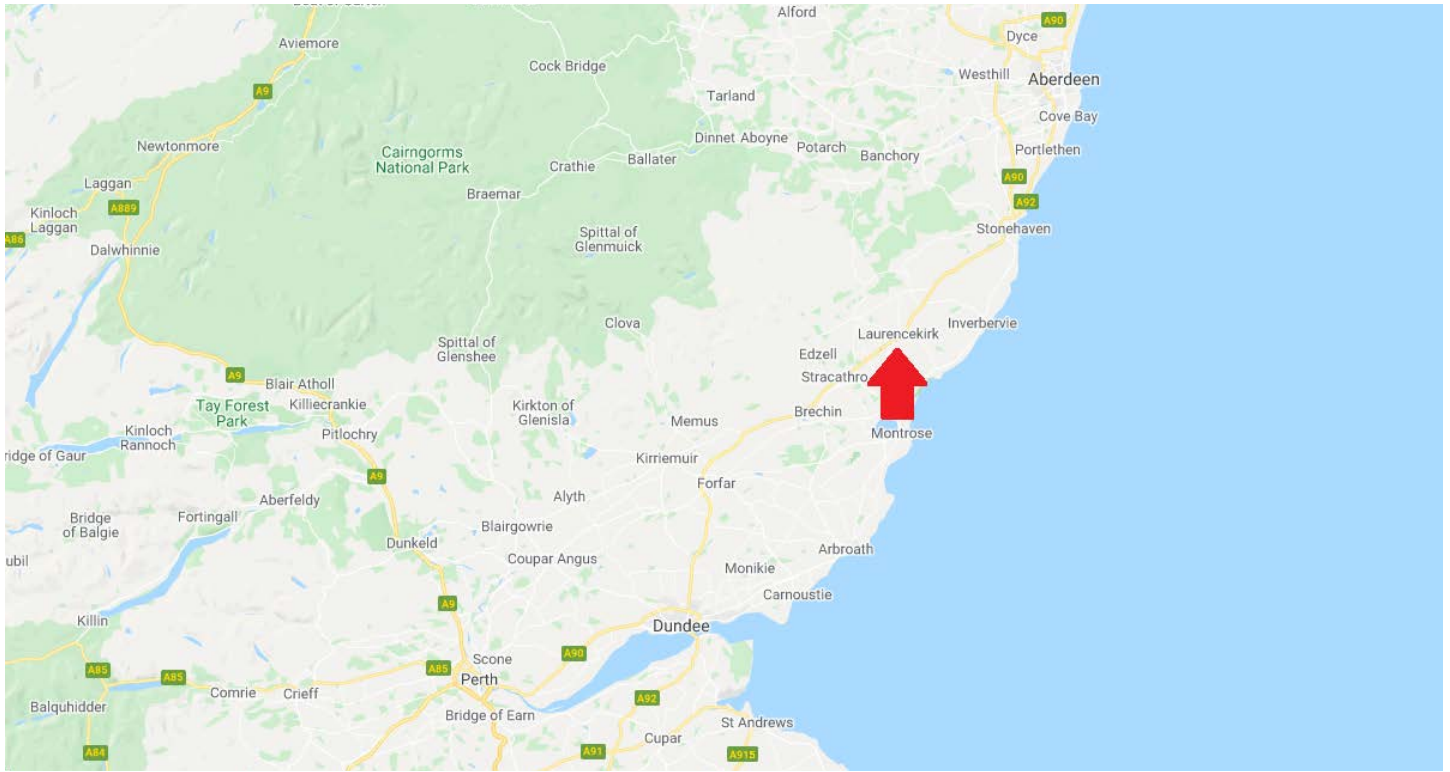 Alford
A90
Dyce
Aviemore
Cock Bridge
Westhill
Aberdeen
A9
Tarland
Cove Bay
Newtonmore
Dinnet
Aboyne
Potarch
Banchory
Portlethen
Cairngorms
National Park
Crathie
Ballater
A90
Laggan
Braemar
A92
A889
Kinloch
Laggan
Stonehaven
A86
Spittal of
Glenmuick
Dalwhinnie
Clova
Inverbervie
Laurencekirk
Spittal of
Glenshee
Edzell
A9
Stracathro
Blair Atholl
Tay Forest
Park
Killiecrankie
Kirkton of
Glenisla
Brechin
Memus
Kinloch
Rannoch
Pitlochry
Montrose
ridge of Gaur
Kirriemuir
A9
Forfar
Aberfeldy
Alyth
Bridge
of Balgie
Fortingall
Blairgowrie
Dunkeld
Arbroath
ubil
Coupar Angus
Monikie
Carnoustie
A9
Killin
Dundee
A90
Scone
A85
A85
A85
Perth
Comrie
Crieff
A92
Balquhidder
Bridge of Earn
St Andrews
Cupar
A84
A91
A915